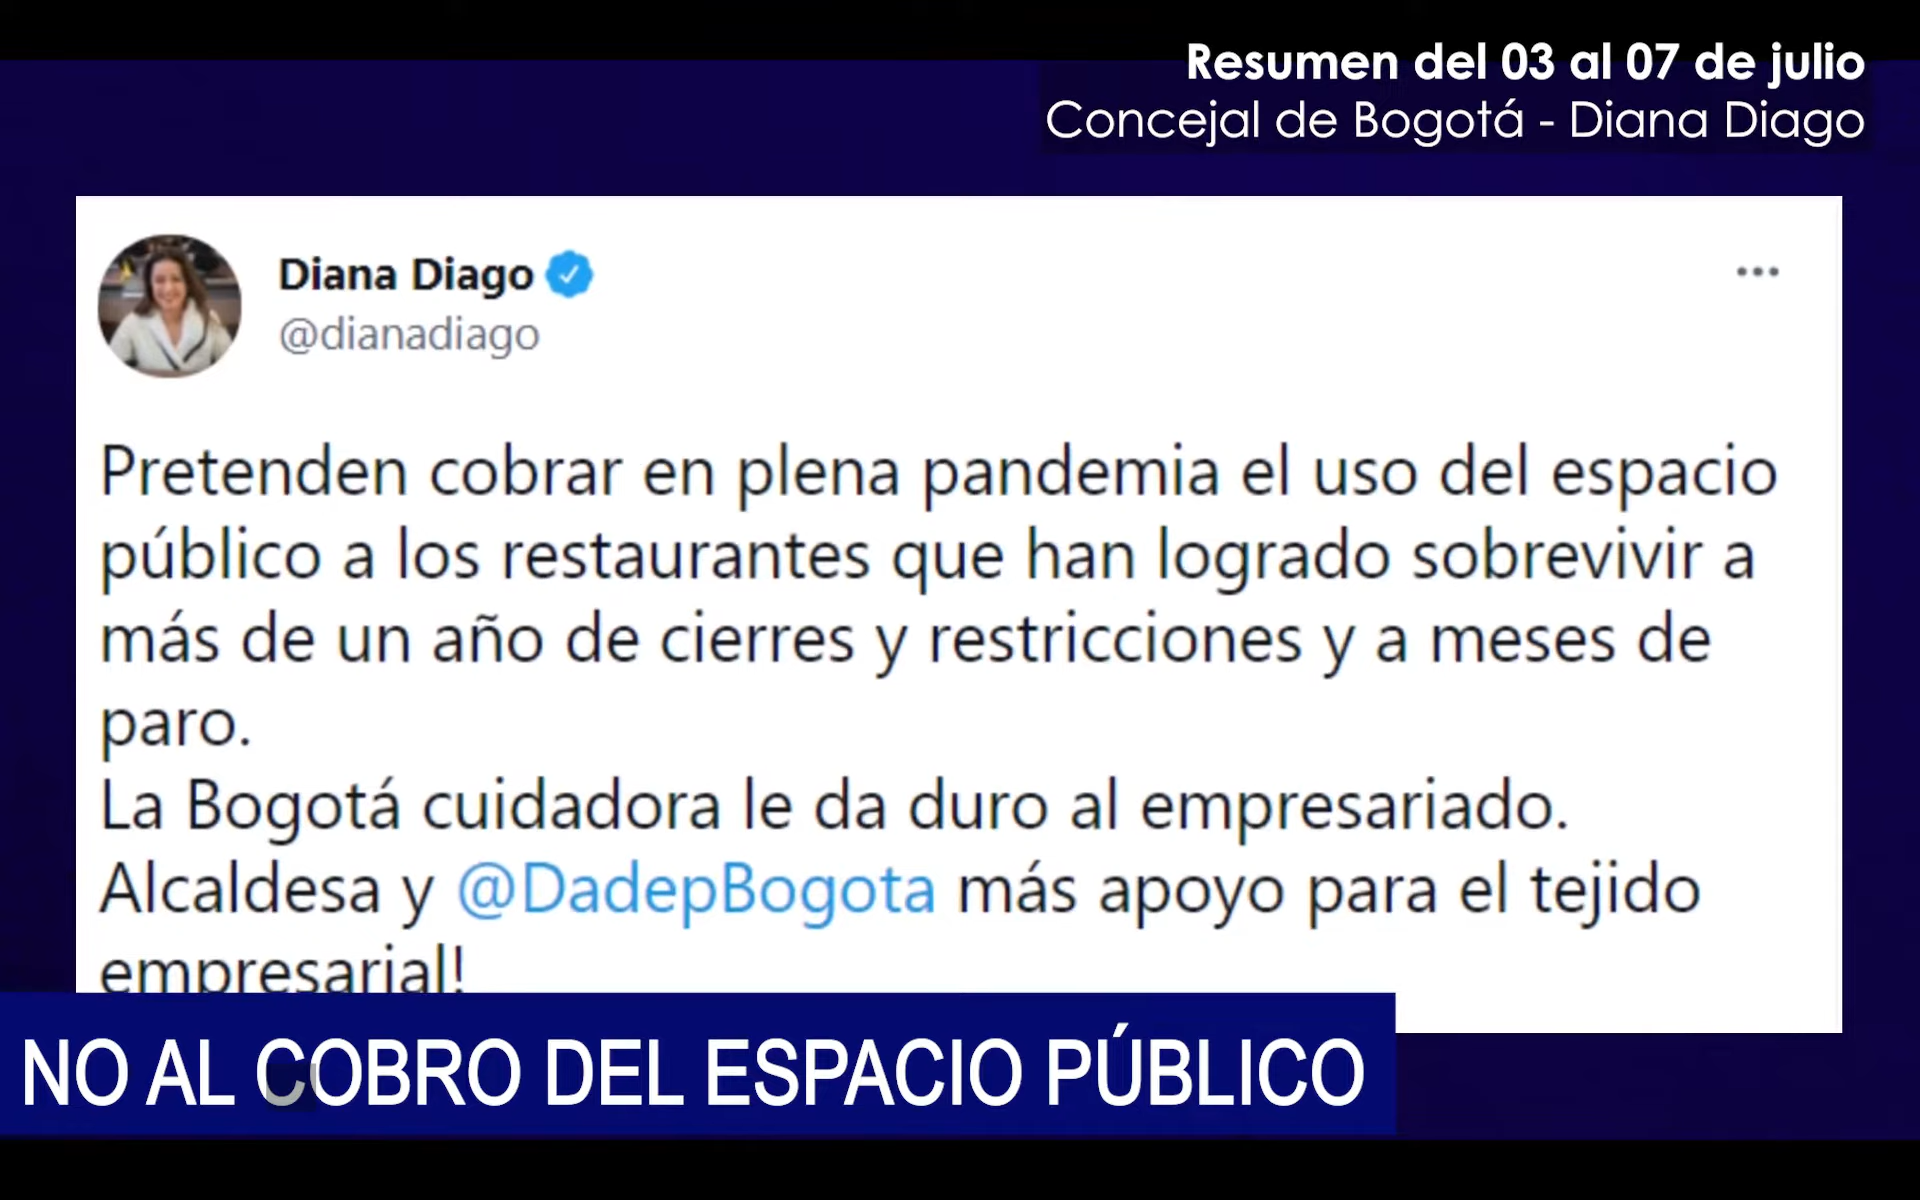 Resumen del 03 al 07 de julio
Concejal de Bogotá - Diana Diago
Diana Diago
@dianadiago
Pretenden cobrar en plena pandemia el uso del espacio
público a los restaurantes que han logrado sobrevivir a
más de un año de cierres y restricciones y a meses de
paro.
La Bogotá cuidadora le da duro al empresariado.
Alcaldesa y @DadepBogota más apoyo para el tejido
empresarial!
NO AL COBRO DEL ESPACIO PÚBLICO